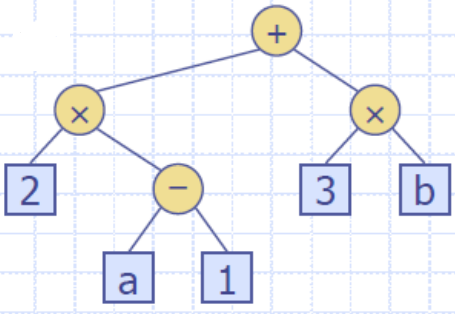 +
× ×
2 − 3 b
a 1